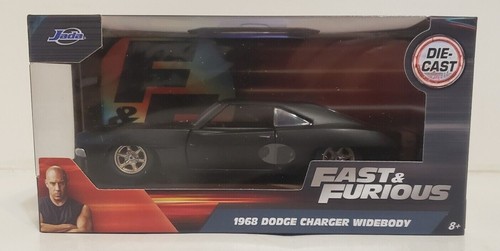 Jada
DIE-
CAST
F
&
FAST &
FURIOUS
1968 DODGE CHARGER WIDEBODY
8+